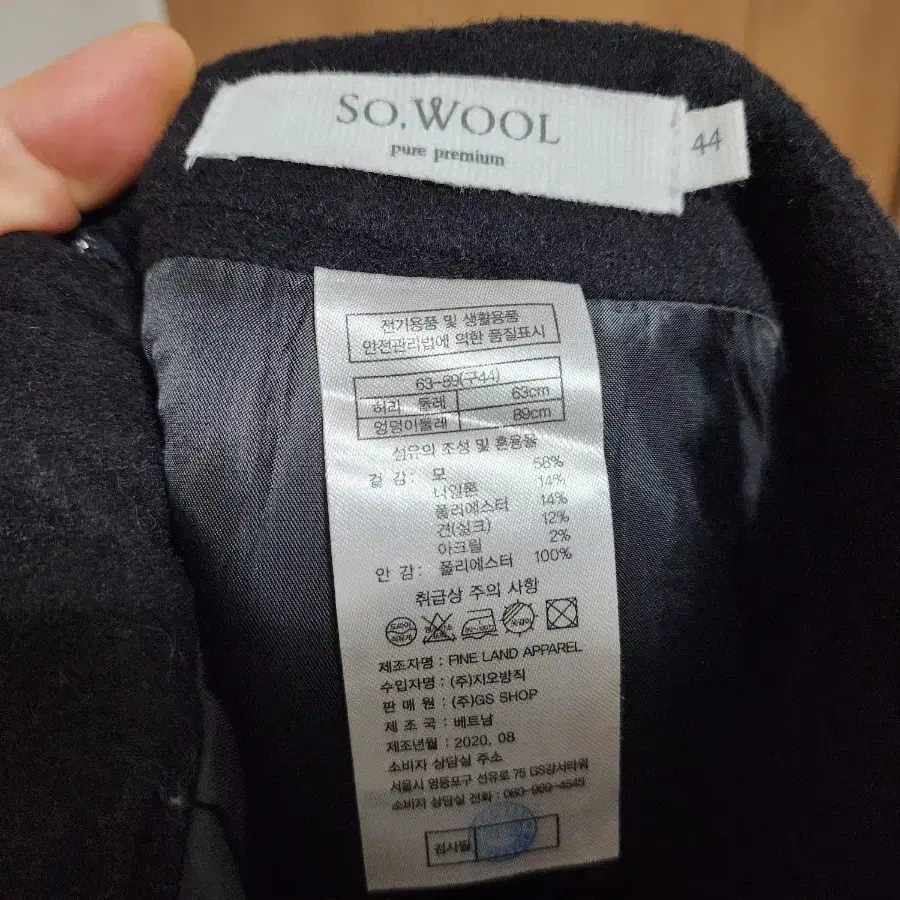 SO.WOOL
pure premium
44
전기용품 및 생활용품
안전관리법에 의한 품질표시
63-89(구44)
허리 둘레 63cm
엉덩이둘레 89cm
섬유의 조성 및 혼용율
겉 감: 모 58%
나일론 14%
폴리에스터 14%
견(실크) 12%
아크릴 2%
안 감: 폴리에스터 100%
취급상 주의 사항
드라이
제조자명 : FINE LAND APPAREL
수입자명 : (주)지오방직
판 매 원 : (주)GS SHOP
제 조 국 : 베트남
제조년월 : 2020, 08
소비자 상담실 주소
서울시 영등포구 선유로 75 GS강서타워
소비자 상담실 전화 : 080-969-4545
검사필